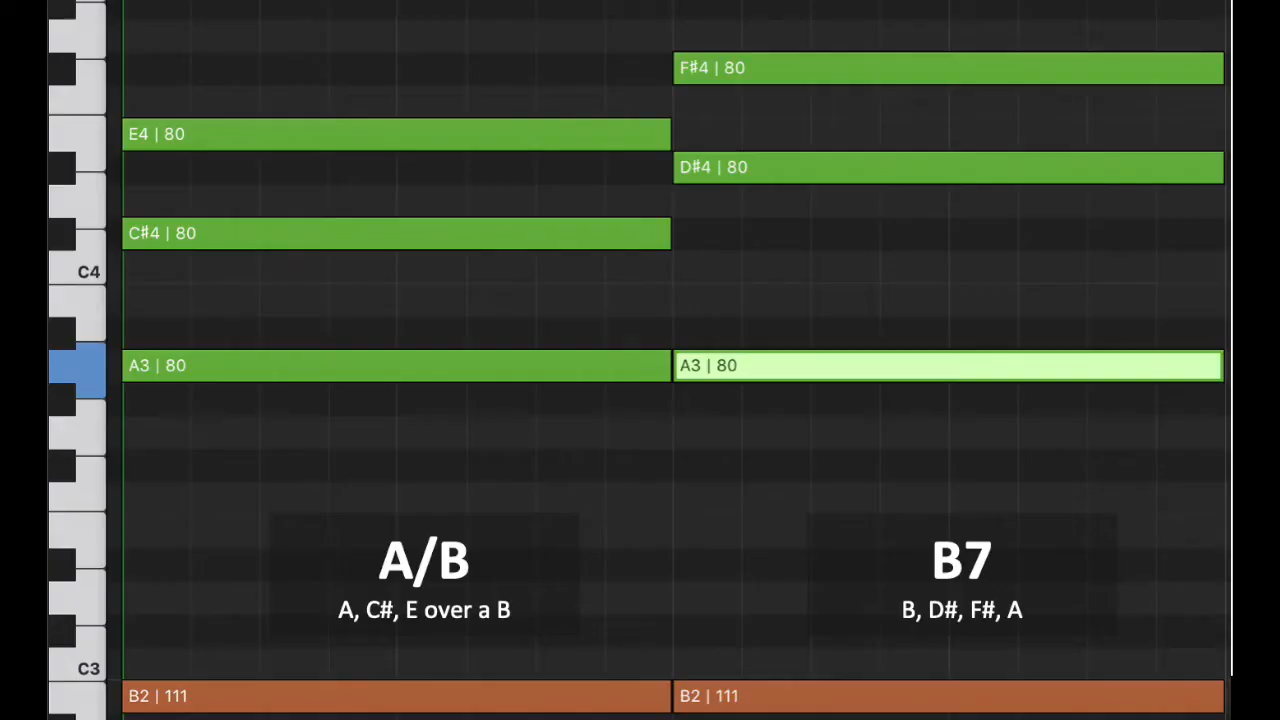 F♯4 | 80
E4 | 80
D♯4 | 80
C♯4 | 80
C4
A3 | 80
A3 | 80
A/B
A, C#, E over a B
B7
B, D#, F#, A
C3
B2 | 111
B2 | 111